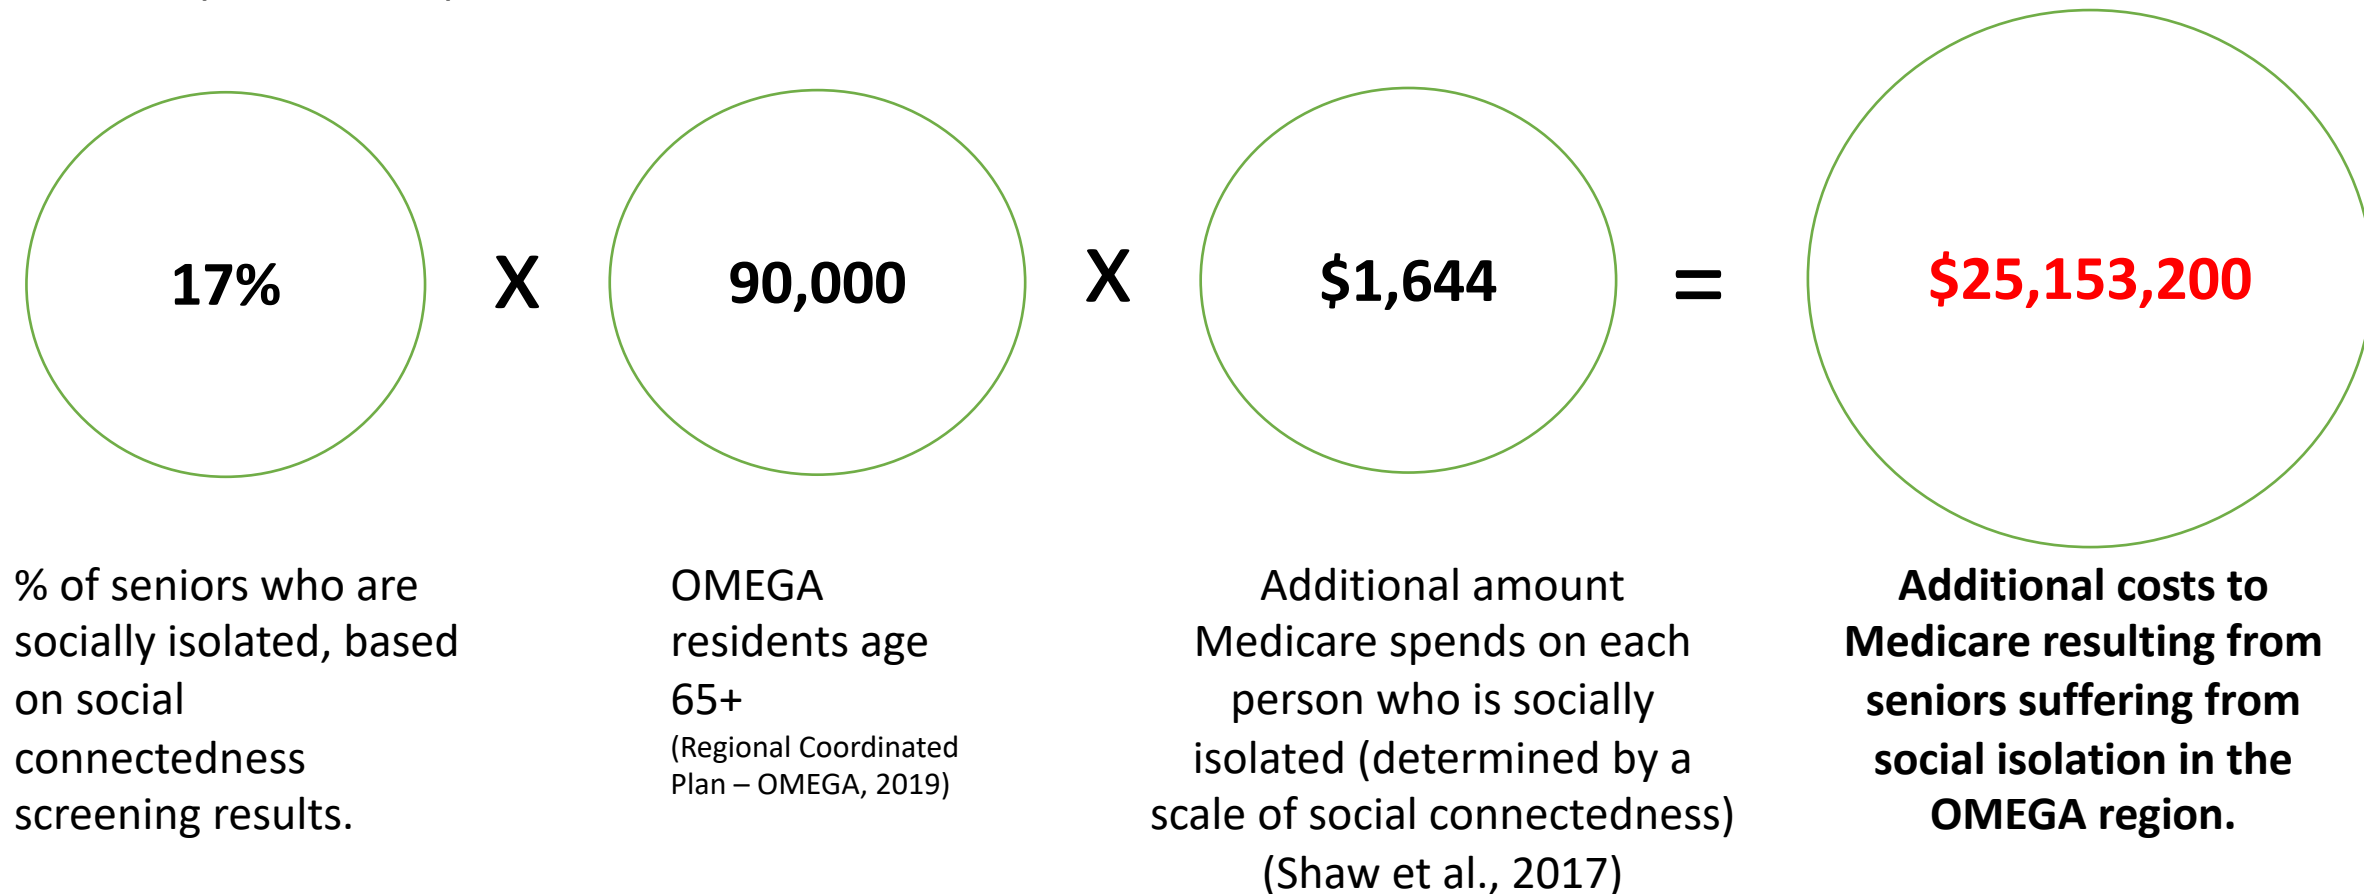 17%
X
90,000
X
$1,644
=
$25,153,200
% of seniors who are
socially isolated, based
on social
connectedness
screening results.
OMEGA
residents age
65+
(Regional Coordinated
Plan – OMEGA, 2019)
Additional amount
Medicare spends on each
person who is socially
isolated (determined by a
scale of social connectedness)
(Shaw et al., 2017)
Additional costs to
Medicare resulting from
seniors suffering from
social isolation in the
OMEGA region.